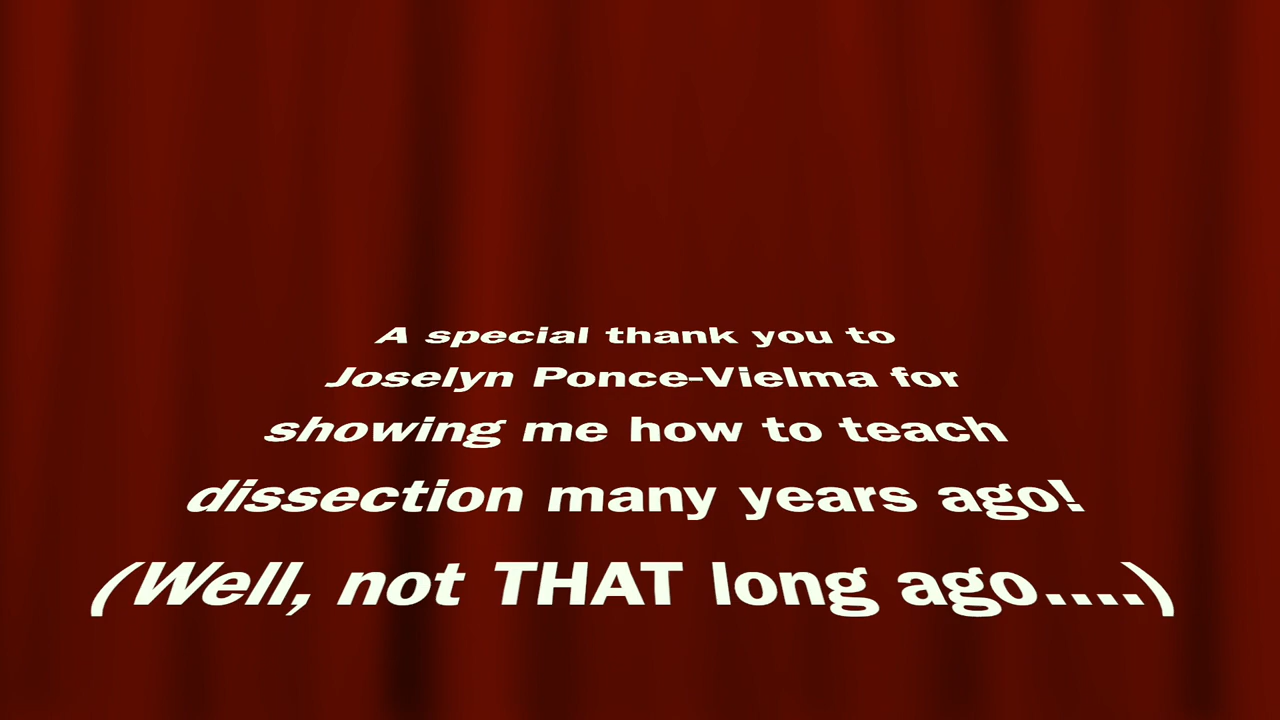 A special thank you to
Joselyn Ponce-Vielma for
showing me how to teach
dissection many years ago!
(Well, not THAT long ago....)